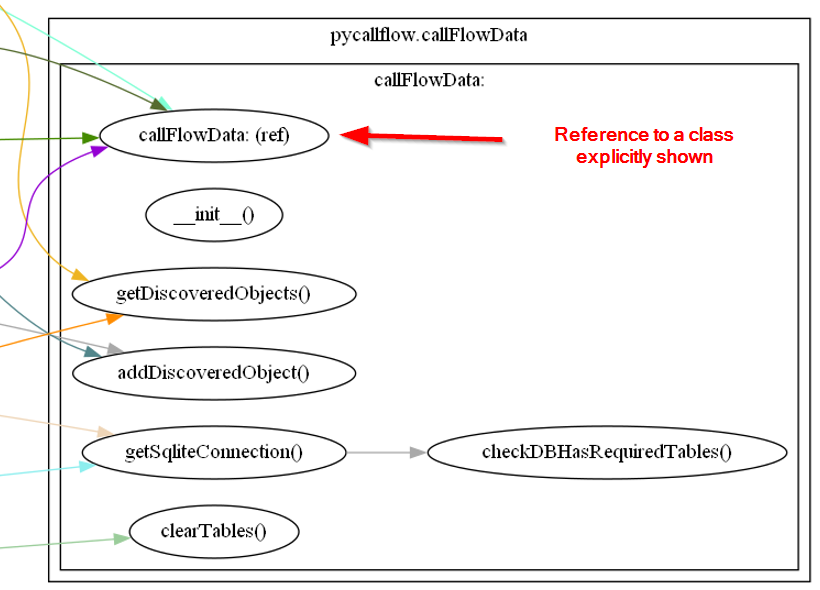 pycallflow.callFlowData
callFlowData:
callFlowData: (ref)
Reference to a class
explicitly shown
__init__()
getDiscoveredObjects()
addDiscoveredObject()
getSqliteConnection()
checkDBHasRequiredTables()
clearTables()